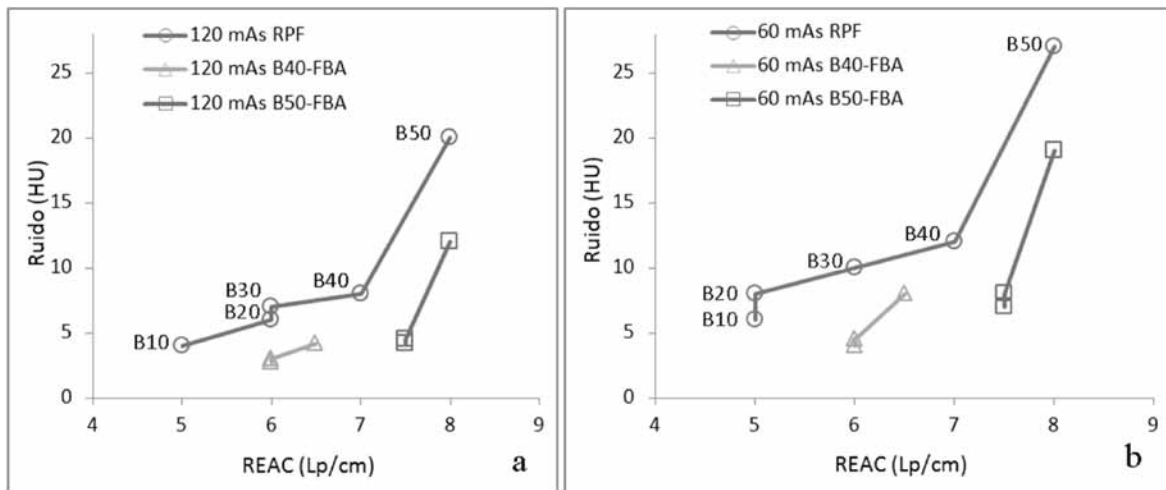 120 mAs RPF
120 mAs B40-FBA
120 mAs B50-FBA
Ruido (HU)
25
20
15
10
5
0
B50
B40
B30
B20
B10
4 5 6 7 8 9
REAC (Lp/cm)
a
60 mAs RPF
60 mAs B40-FBA
60 mAs B50-FBA
Ruido (HU)
25
20
15
10
5
0
B50
B40
B30
B20
B10
4 5 6 7 8 9
REAC (Lp/cm)
b